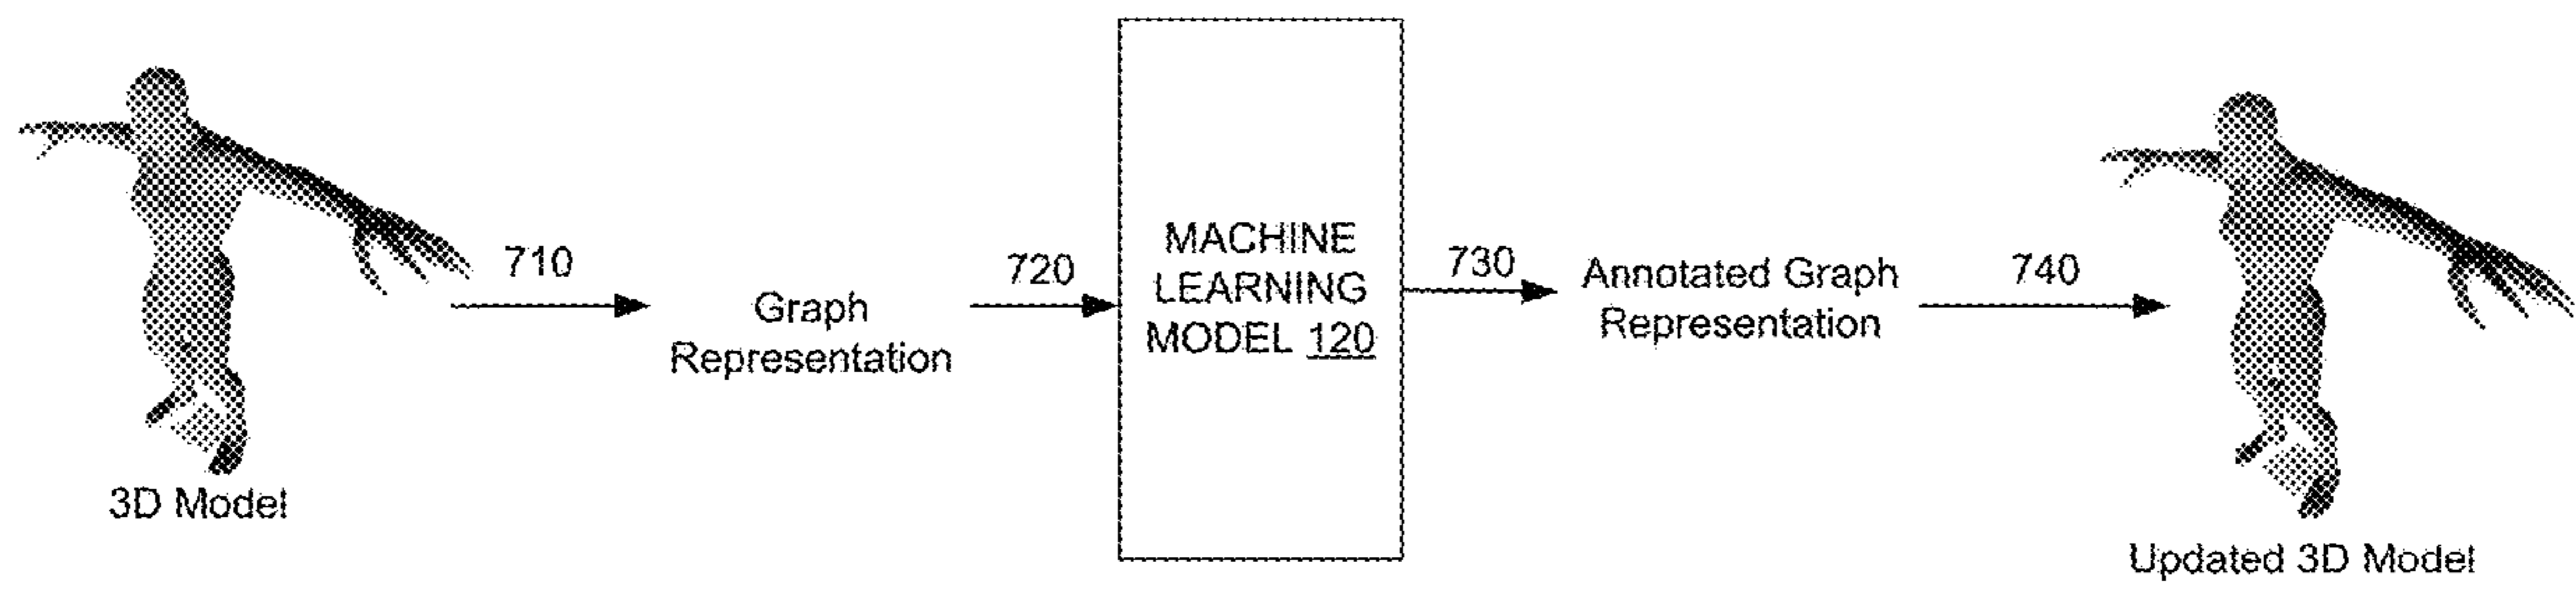 3D Model
710
Graph
Representation
720
MACHINE
LEARNING
MODEL 120
730
Annotated Graph
Representation
740
Updated 3D Model